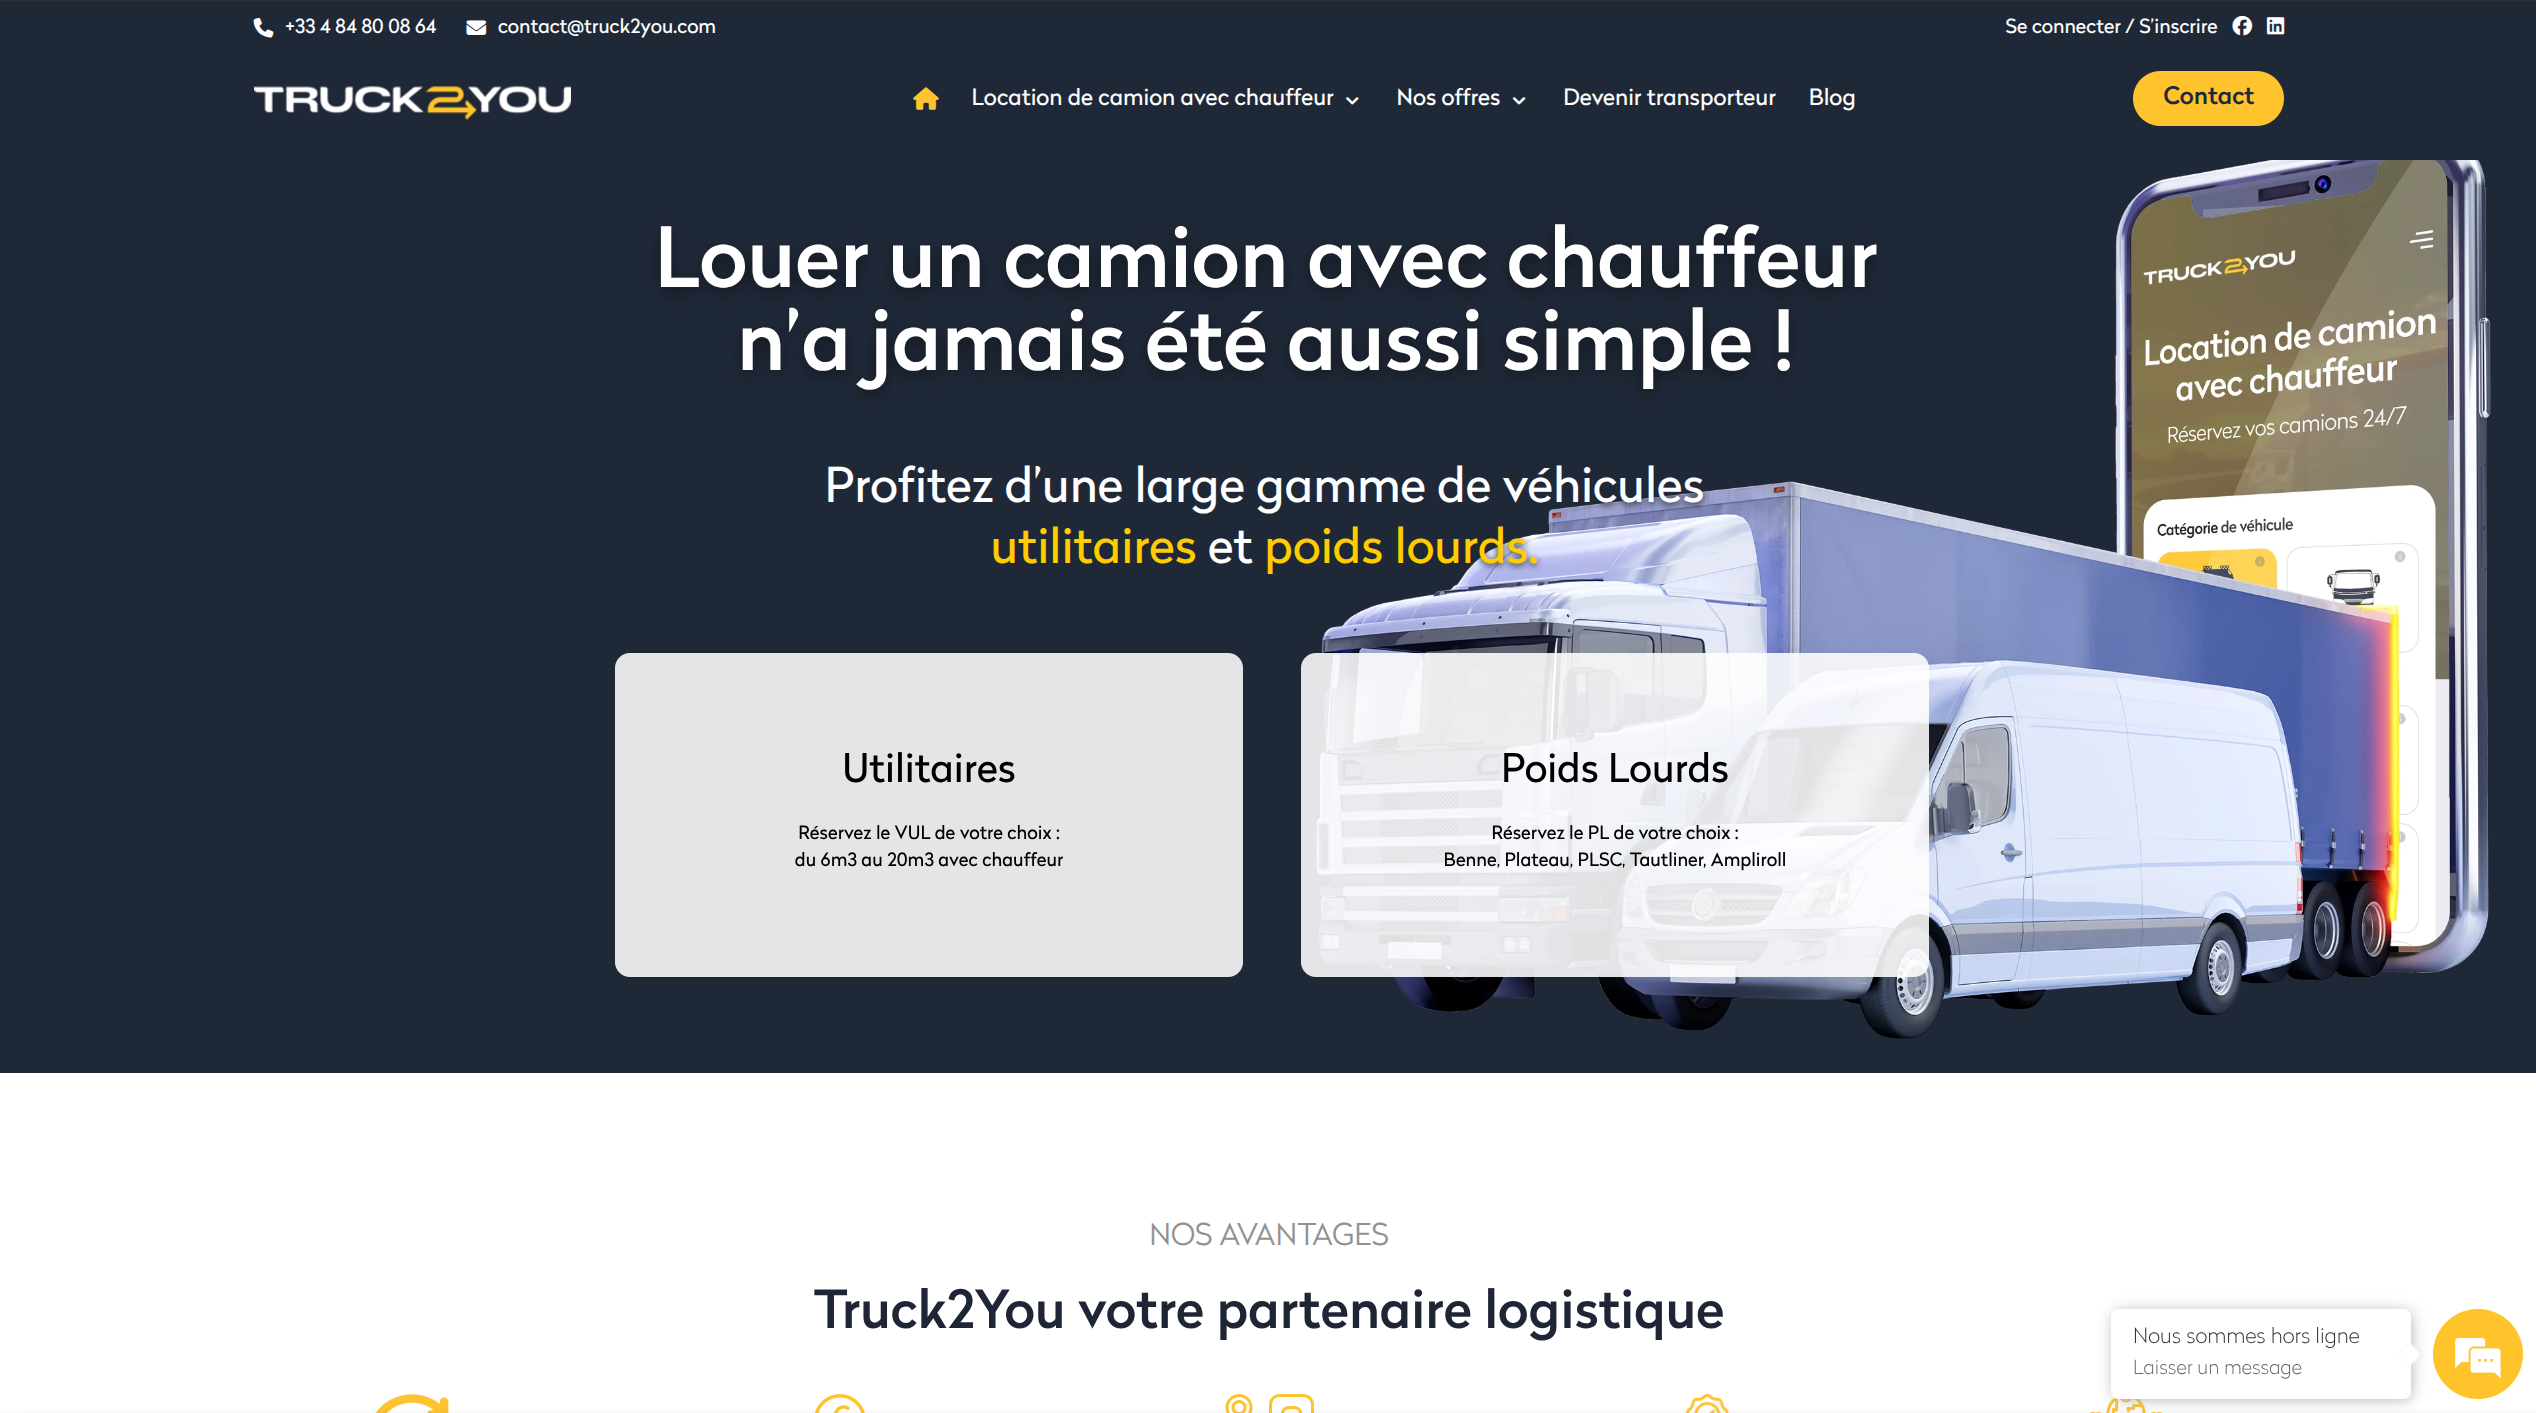 +33 4 84 80 08 64
contact@truck2you.com
Se connecter / S'inscrire
TRUCK2YOU
Location de camion avec chauffeur
Nos offres
Devenir transporteur
Blog
Contact
Louer un camion avec chauffeur
n'a jamais été aussi simple !
Profitez d'une large gamme de véhicules
utilitaires et poids lourds.
TRUCK2YOU
Location de camion
avec chauffeur
Réservez vos camions 24/7
Catégorie de véhicule
Utilitaires
Réservez le VUL de votre choix :
du 6m3 au 20m3 avec chauffeur
Poids Lourds
Réservez le PL de votre choix :
Benne, Plateau, PLSC, Tautliner, Ampliroll
NOS AVANTAGES
Truck2You votre partenaire logistique
Nous sommes hors ligne
Laisser un message